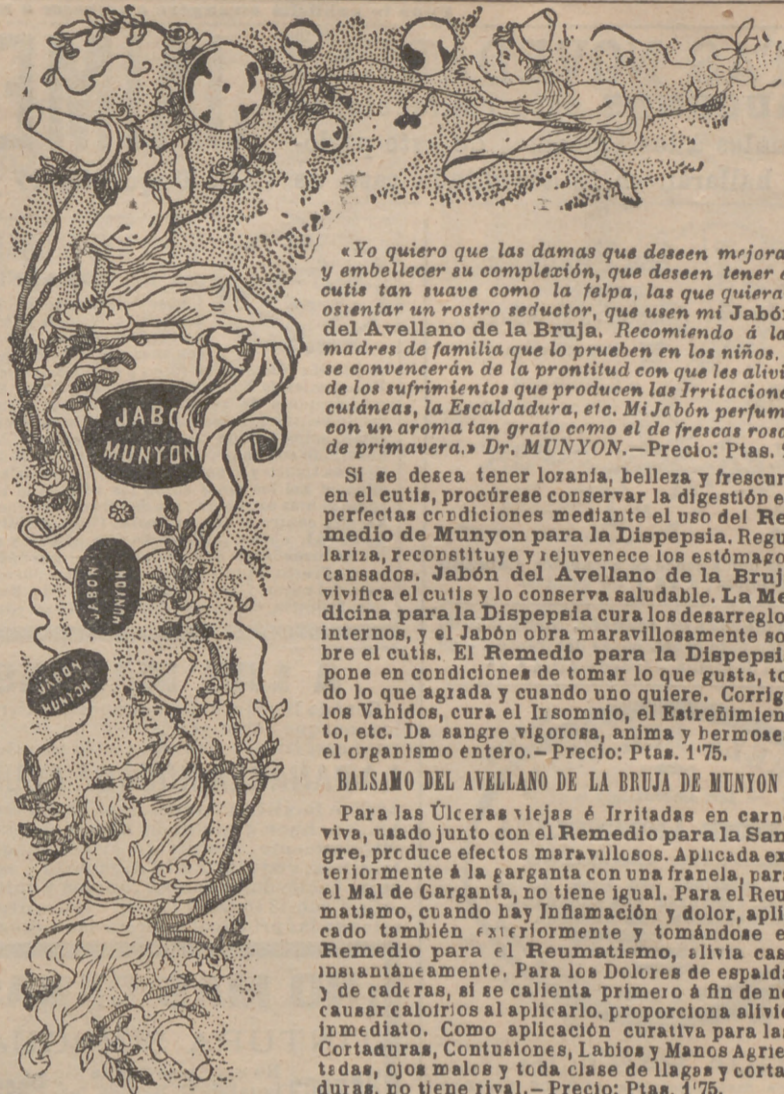 JABO
MUNYON
JABON
MUNYON
JABON
MUNYON
«Yo quiero que las damas que deseen mejora
y embellecer su complexión, que deseen tener e
cutis tan suave como la felpa, las que quiera
ostentar un rostro seductor, que usen mi Jabón
del Avellano de la Bruja. Recomiendo á la
madres de familia que lo prueben en los niños.
se convencerán de la prontitud con que les alivi
de los sufrimientos que producen las Irritacione
cutáneas, la Escaldadura, etc. Mi Jabón perfum
con un aroma tan grato como el de frescas rosa
de primavera.» Dr. MUNYON.—Precio: Ptas.
Si se desea tener lozanía, belleza y frescur
en el cutis, procúrese conservar la digestión e
perfectas condiciones mediante el uso del Re
medio de Munyon para la Dispepsia. Regu
lariza, reconstituye y rejuvenece los estómago
cansados. Jabón del Avellano de la Bruj
vivifica el cutis y lo conserva saludable. La Me
dicina para la Dispepsia cura los desarreglo
internos, y el Jabón obra maravillosamente so
bre el cutis. El Remedio para la Dispepsi
pone en condiciones de tomar lo que gusta, to
do lo que agrada y cuando uno quiere. Corrig
los Vahidos, cura el Insomnio, el Estreñimien
to, etc. Da sangre vigorosa, anima y hermose
el organismo entero.—Precio: Ptas. 1'75.
BALSAMO DEL AVELLANO DE LA BRUJA DE MUNYON
Para las Úlceras viejas é Irritadas en carn
viva, usado junto con el Remedio para la San
gre, produce efectos maravillosos. Aplicada ex
teriormente á la garganta con una franela, para
el Mal de Garganta, no tiene igual. Para el Reu
matismo, cuando hay Inflamación y dolor, apli
cado también exteriormente y tomándose e
Remedio para el Reumatismo, alivia cas
instantáneamente. Para los Dolores de espalda
y de caderas, si se calienta primero á fin de no
causar calofrios al aplicarlo, proporciona alivio
inmediato. Como aplicación curativa para la
Cortaduras, Contusiones, Labios y Manos Agrie
tadas, ojos malos y toda clase de llagas y corta
duras, no tiene rival.—Precio: Ptas. 1'75.